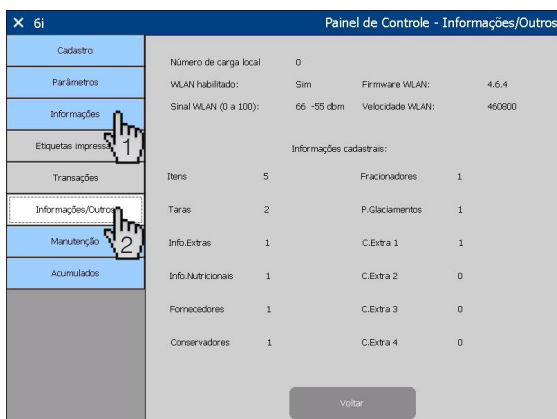 6i Painel de Controle - Informações/Outros
Cadastro
Parâmetros
Informações
1
Etiquetas impressa
Transações
Informações/Outros
2
Manutenção
Acumulados
Número de carga local 0
WLAN habilitado: Sim Firmware WLAN: 4.6.4
Sinal WLAN (0 a 100): 66 -55 dbm Velocidade WLAN: 460800
Informações cadastrais:
Itens 5 Fracionadores 1
Taras 2 P.Glaciamentos 1
Info.Extras 1 C.Extra 1 1
Info.Nutricionais 1 C.Extra 2 0
Fornecedores 1 C.Extra 3 0
Conservadores 1 C.Extra 4 0
Voltar